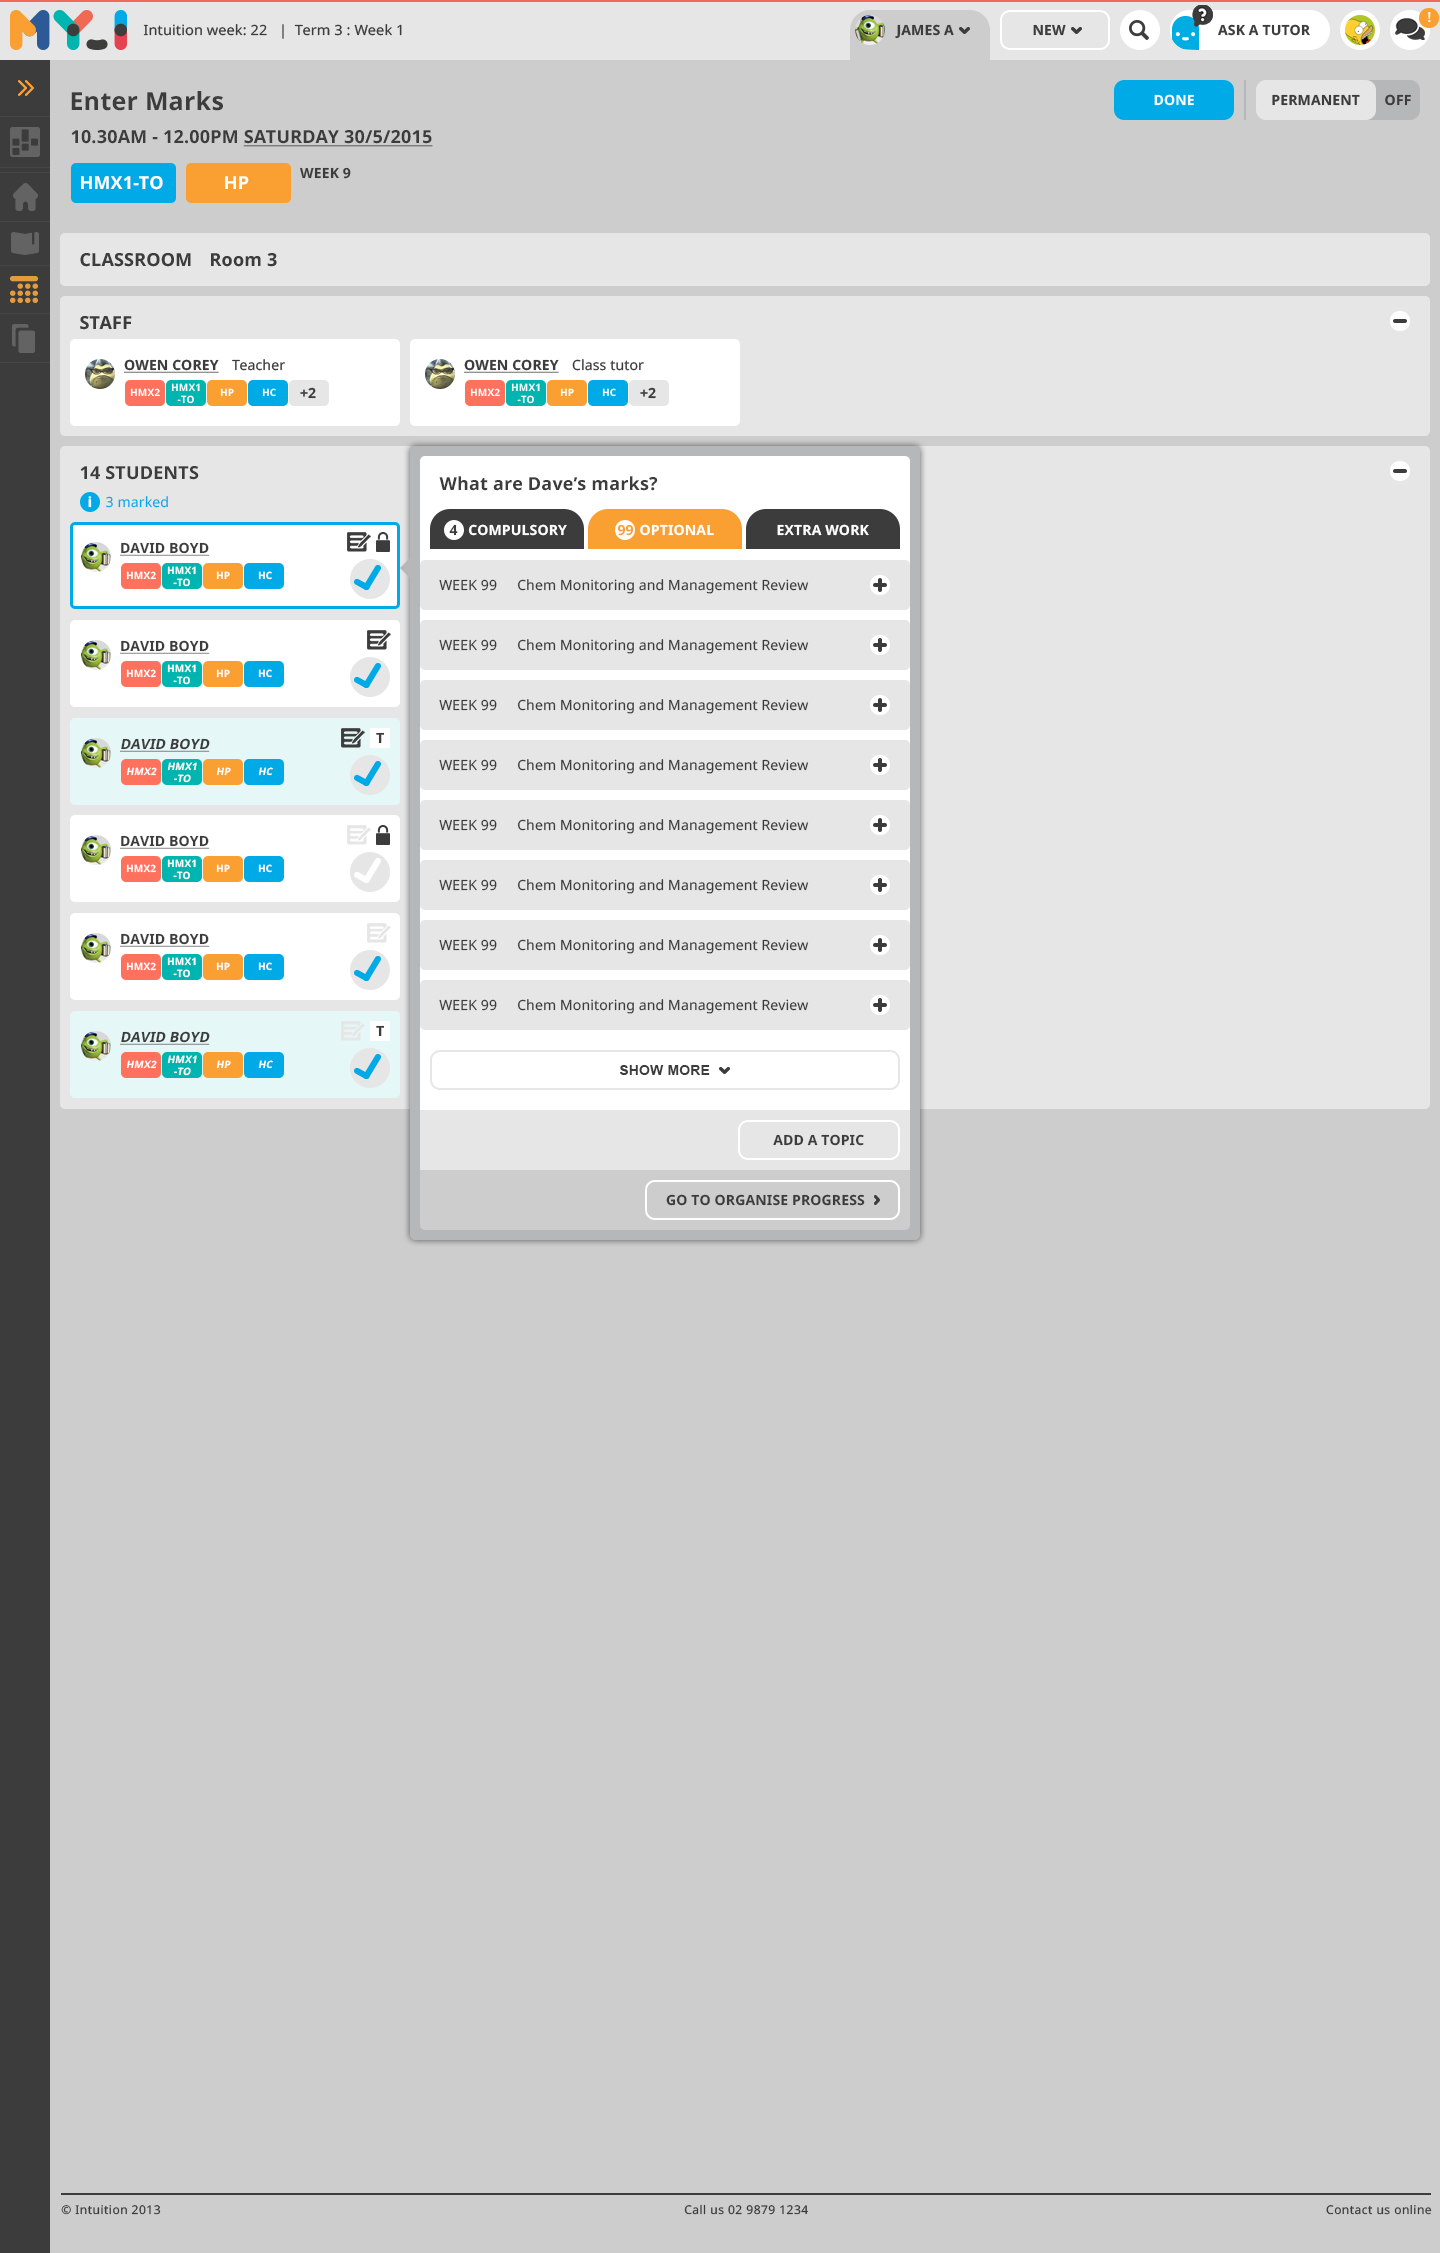 MY_I
Intuition week: 22 | Term 3 : Week 1
JAMES A
NEW
?
ASK A TUTOR
!
Enter Marks
DONE
PERMANENT
OFF
10.30AM - 12.00PM SATURDAY 30/5/2015
HMX1-TO
HP
WEEK 9
CLASSROOM Room 3
STAFF
OWEN COREY Teacher
HMX2
HMX1
-TO
HP
HC
+2
OWEN COREY Class tutor
HMX2
HMX1
-TO
HP
HC
+2
14 STUDENTS
i 3 marked
DAVID BOYD
HMX2
HMX1
-TO
HP
HC
DAVID BOYD
HMX2
HMX1
-TO
HP
HC
DAVID BOYD
T
HMX2
HMX1
-TO
HP
HC
DAVID BOYD
HMX2
HMX1
-TO
HP
HC
DAVID BOYD
HMX2
HMX1
-TO
HP
HC
DAVID BOYD
T
HMX2
HMX1
-TO
HP
HC
What are Dave’s marks?
4 COMPULSORY
99 OPTIONAL
EXTRA WORK
WEEK 99 Chem Monitoring and Management Review
WEEK 99 Chem Monitoring and Management Review
WEEK 99 Chem Monitoring and Management Review
WEEK 99 Chem Monitoring and Management Review
WEEK 99 Chem Monitoring and Management Review
WEEK 99 Chem Monitoring and Management Review
WEEK 99 Chem Monitoring and Management Review
WEEK 99 Chem Monitoring and Management Review
SHOW MORE
ADD A TOPIC
GO TO ORGANISE PROGRESS
© Intuition 2013
Call us 02 9879 1234
Contact us online